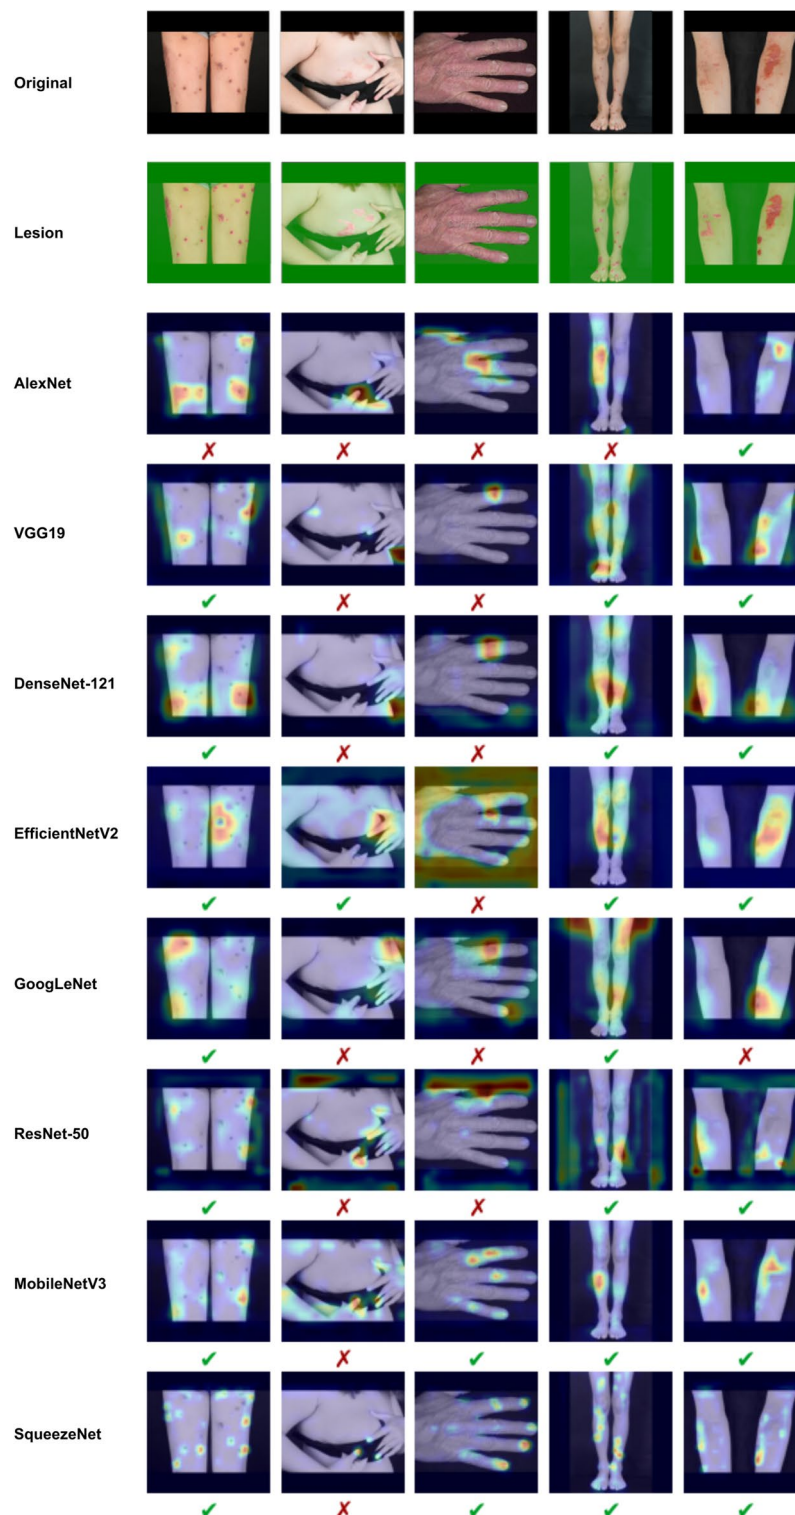 Original
Lesion
AlexNet
✗ ✗ ✗ ✗ ✓
VGG19
✓ ✗ ✗ ✓ ✓
DenseNet-121
✓ ✗ ✗ ✓ ✓
EfficientNetV2
✓ ✓ ✗ ✓ ✓
GoogLeNet
✓ ✗ ✗ ✓ ✗
ResNet-50
✓ ✗ ✗ ✓ ✓
MobileNetV3
✓ ✗ ✓ ✓ ✓
SqueezeNet
✓ ✗ ✓ ✓ ✓